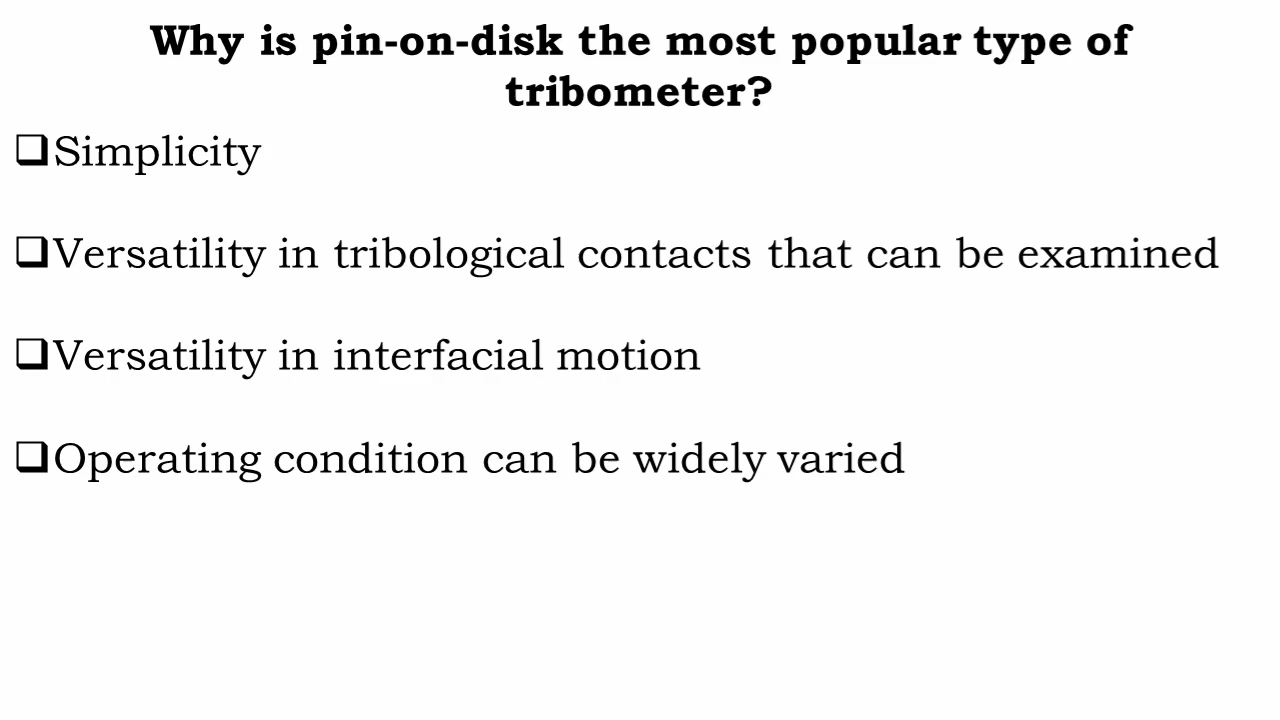 Why is pin-on-disk the most popular type of
tribometer?
❑Simplicity
❑Versatility in tribological contacts that can be examined
❑Versatility in interfacial motion
❑Operating condition can be widely varied